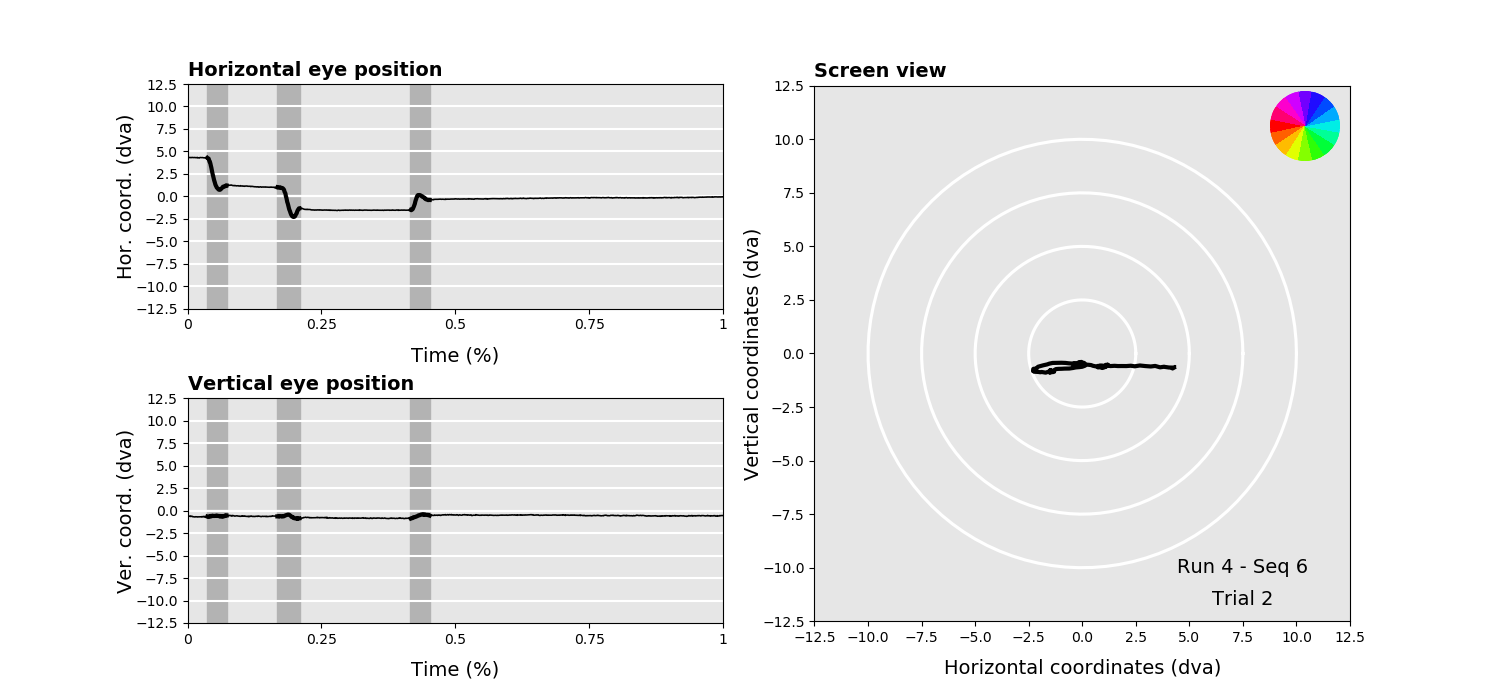 Horizontal eye position
Hor. coord. (dva)
12.5
10.0
7.5
5.0
2.5
0.0
−2.5
−5.0
−7.5
−10.0
−12.5
0 0.25 0.5 0.75 1
Time (%)
Vertical eye position
Ver. coord. (dva)
12.5
10.0
7.5
5.0
2.5
0.0
−2.5
−5.0
−7.5
−10.0
−12.5
0 0.25 0.5 0.75 1
Time (%)
Screen view
Vertical coordinates (dva)
12.5
10.0
7.5
5.0
2.5
0.0
−2.5
−5.0
−7.5
−10.0
−12.5
Run 4 - Seq 6
Trial 2
−12.5 −10.0 −7.5 −5.0 −2.5 0.0 2.5 5.0 7.5 10.0 12.5
Horizontal coordinates (dva)